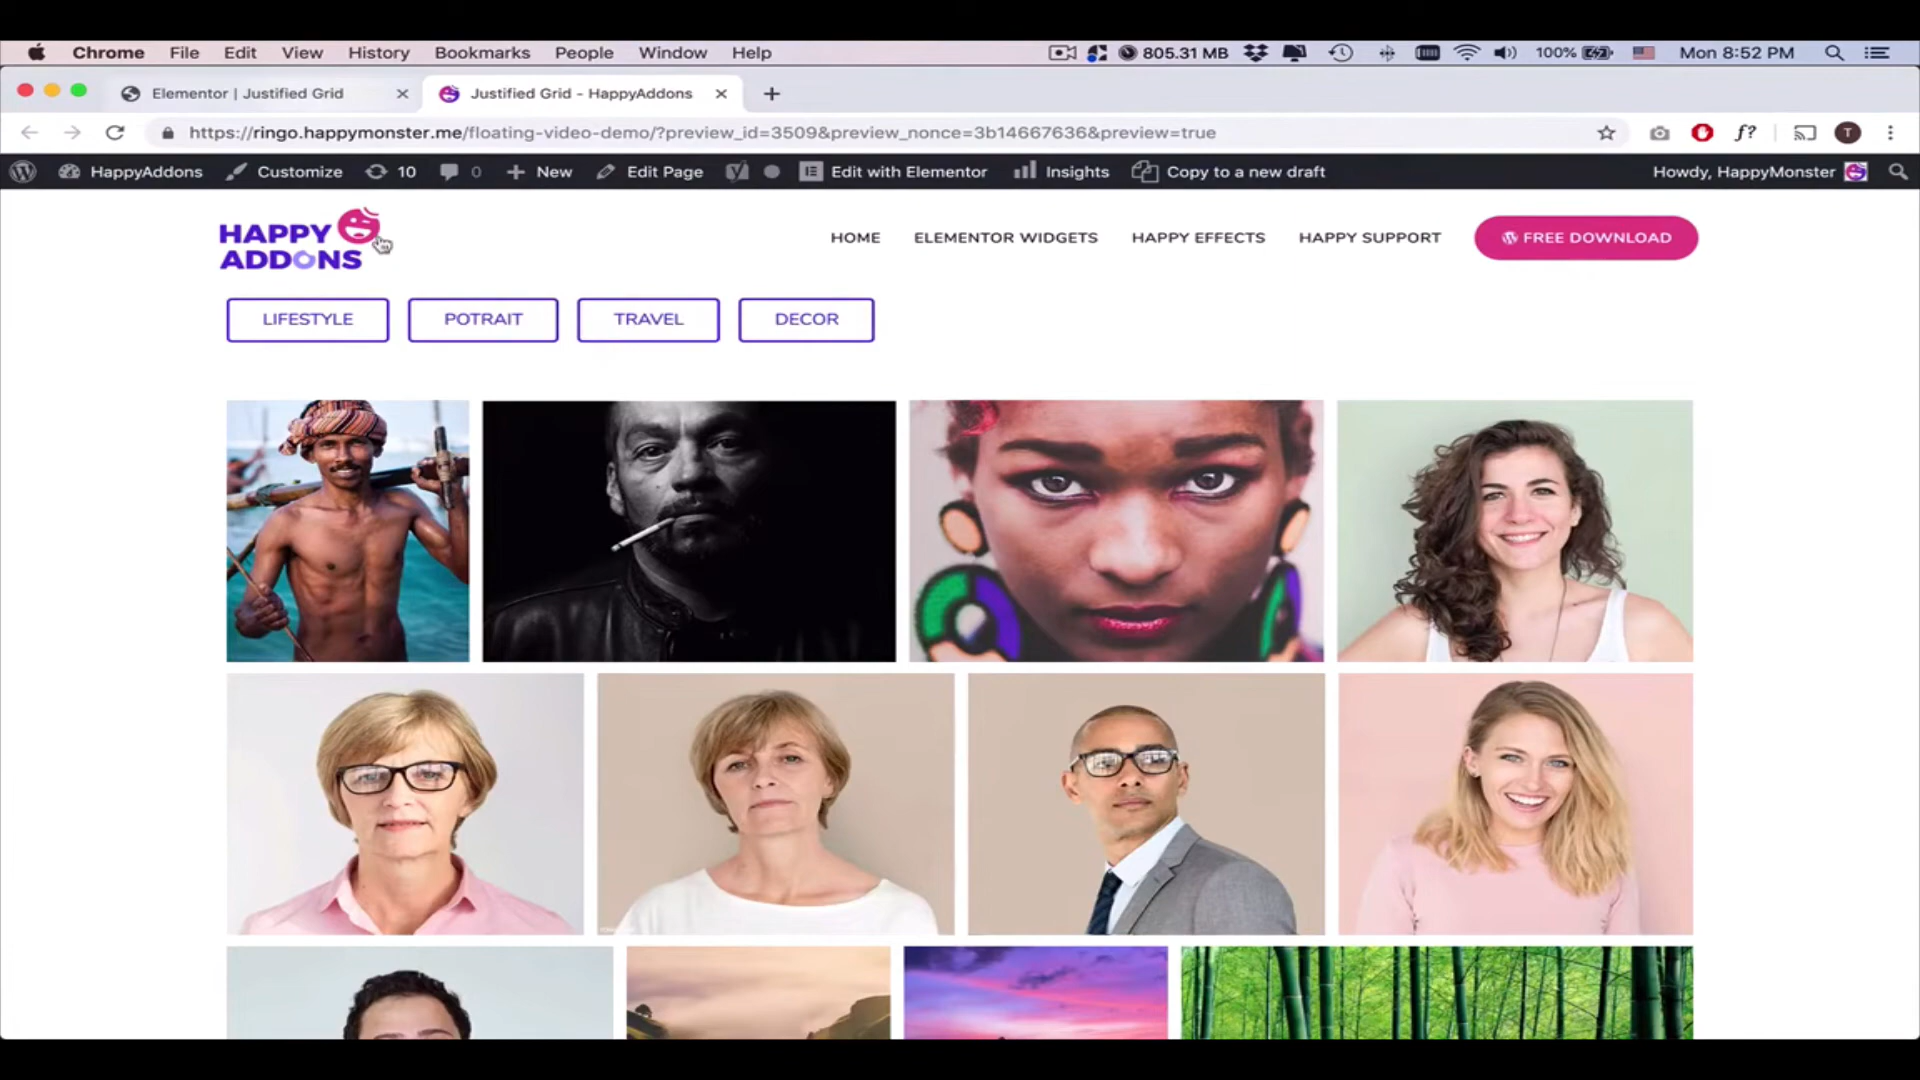 Chrome File Edit View History Bookmarks People Window Help 805.31 MB 100% Mon 8:52 PM
Elementor | Justified Grid Justified Grid - HappyAddons
https://ringo.happymonster.me/floating-video-demo/?preview_id=3509&preview_nonce=3b14667636&preview=true f? T
HappyAddons Customize 10 0 New Edit Page Edit with Elementor Insights Copy to a new draft Howdy, HappyMonster
HAPPY
ADDONS
HOME ELEMENTOR WIDGETS HAPPY EFFECTS HAPPY SUPPORT FREE DOWNLOAD
LIFESTYLE POTRAIT TRAVEL DECOR